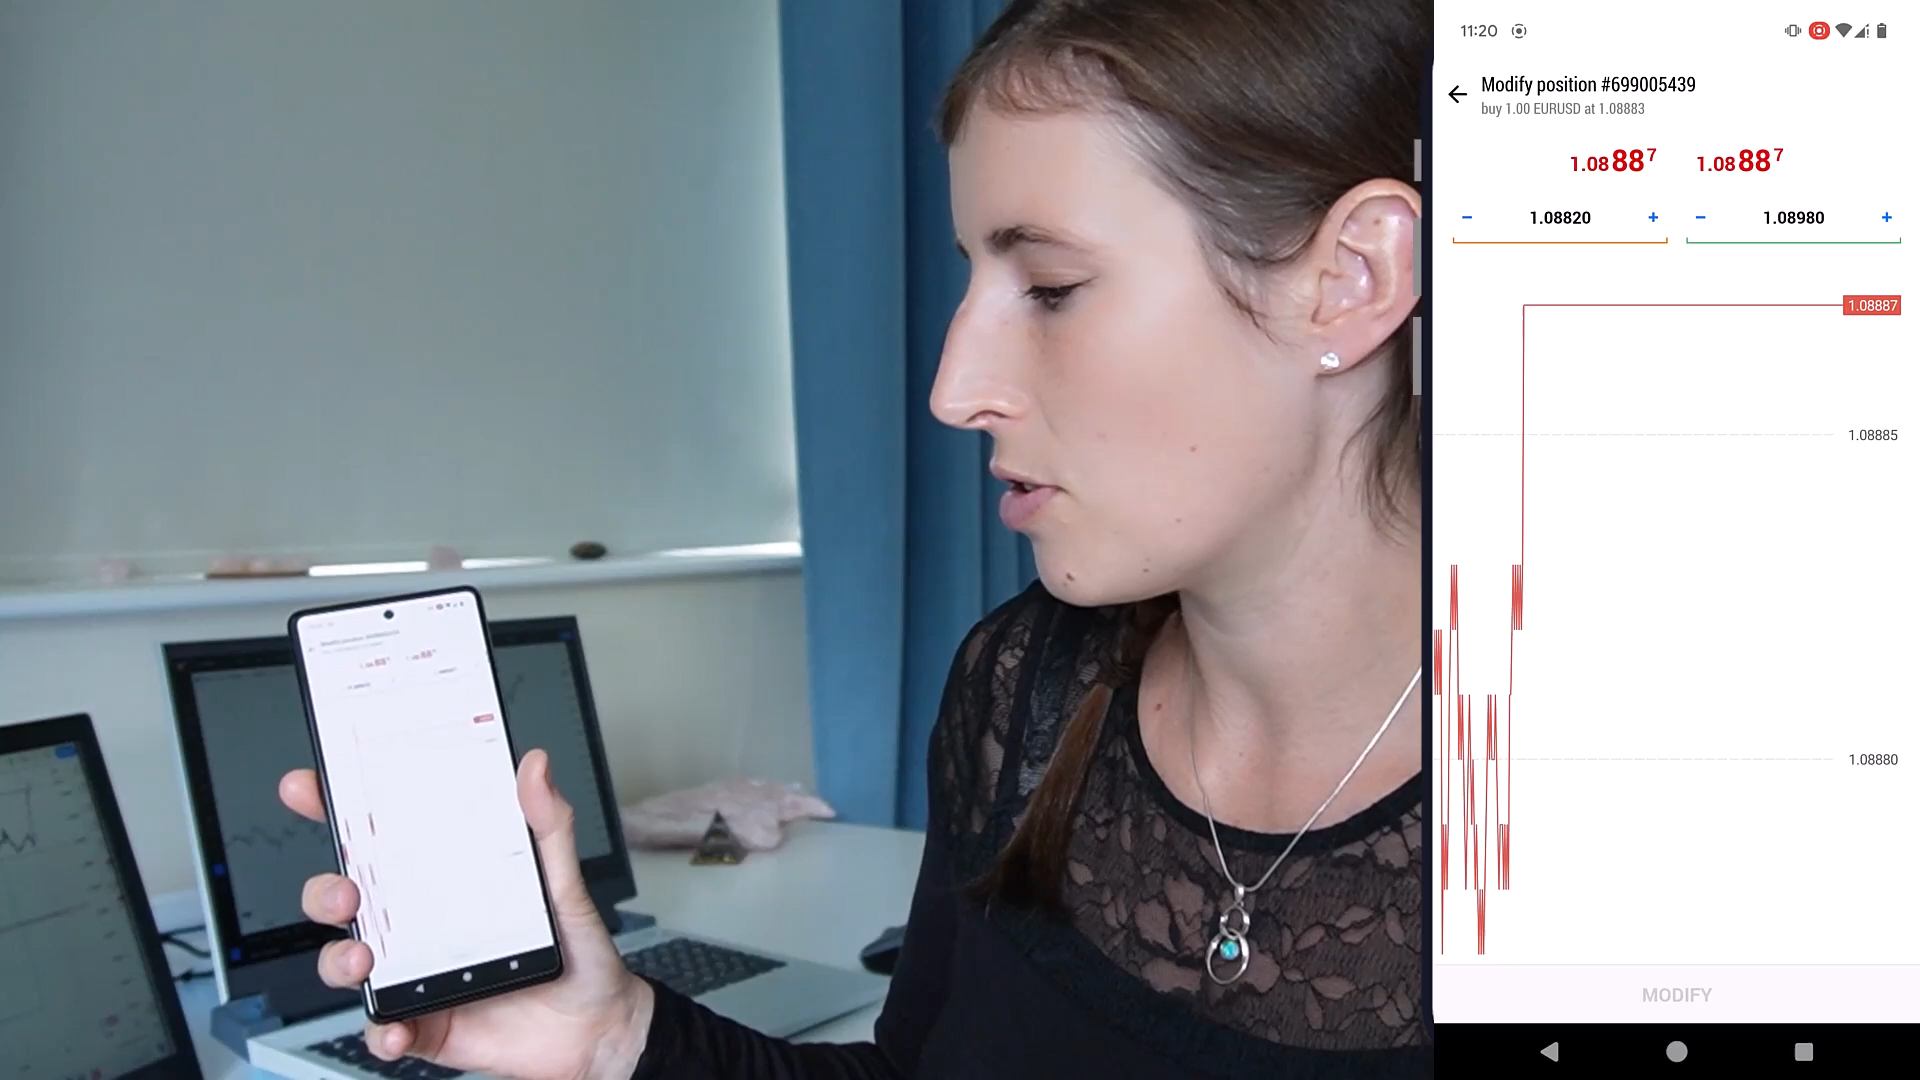 11:20
Modify position #699005439
buy 1.00 EURUSD at 1.08883
1.08887 1.08887
− 1.08820 + − 1.08980 +
1.08887
1.08885
1.08880
MODIFY